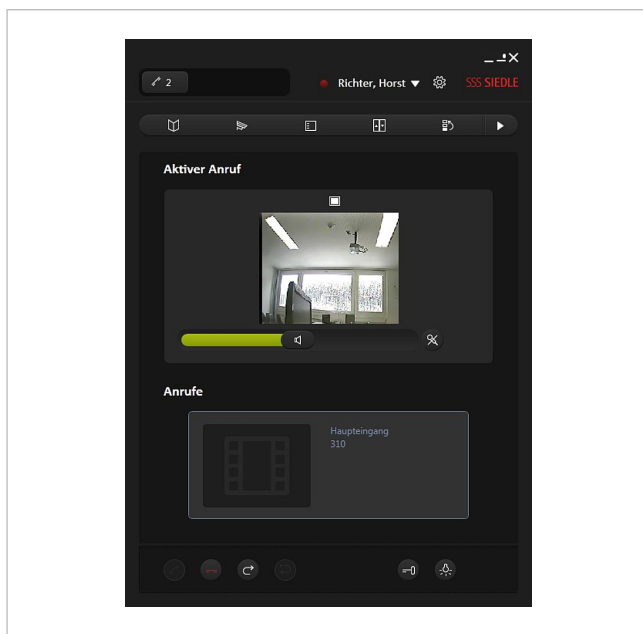 2
Richter, Horst
SSS SIEDLE
Aktiver Anruf
Anrufe
Haupteingang
310